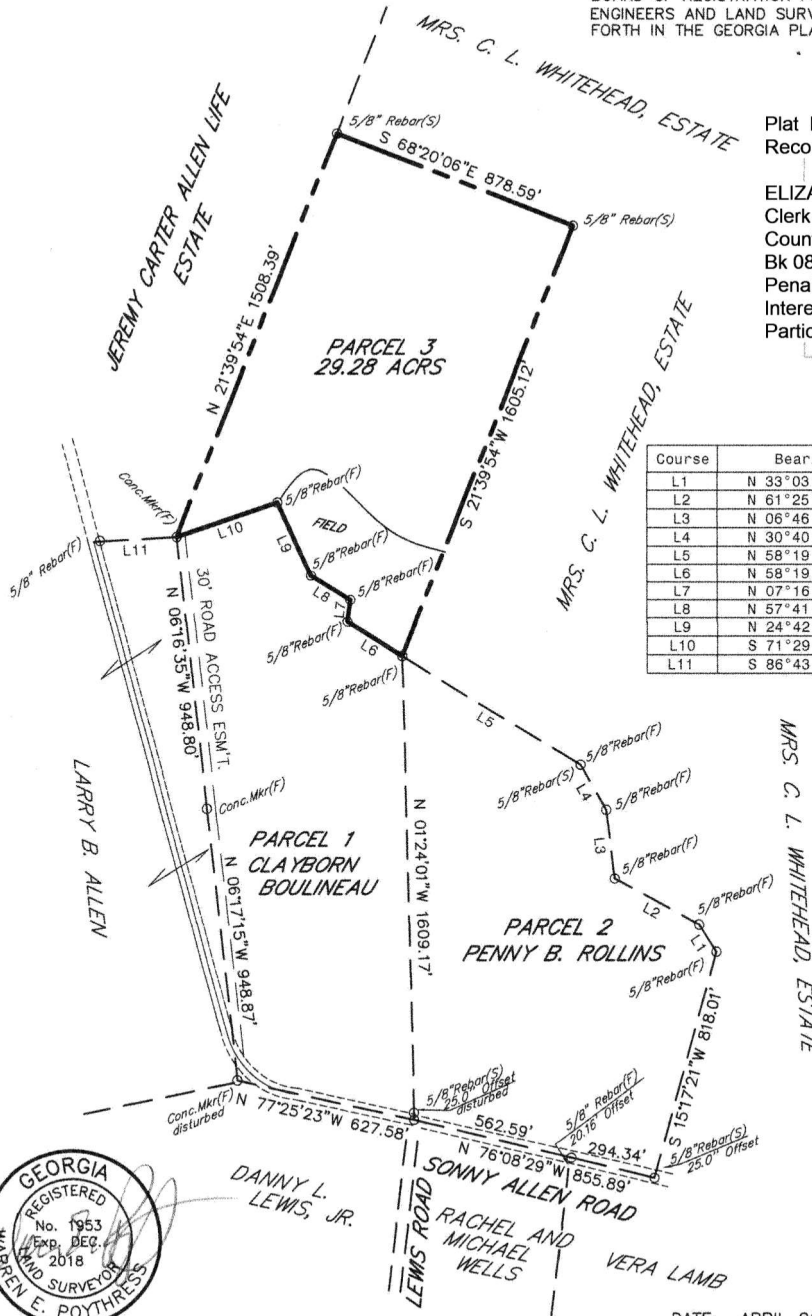 ENGINEERS AND LAND SURV
FORTH IN THE GEORGIA PLA
MRS. C. L. WHITEHEAD, ESTATE
JEREMY CARTER ALLEN LIFE
ESTATE
5/8" Rebar(S)
S 68°20'06"E 878.59'
5/8" Rebar(S)
Plat
Reco
ELIZA
Clerk
Coun
Bk 08
Pena
Intere
Partic
N 21°39'54"E 1508.39'
PARCEL 3
29.28 ACRS
S 21°39'54"W 1605.12'
MRS. C. L. WHITEHEAD, ESTATE
Course Bear
L1 N 33°03
L2 N 61°25
L3 N 06°46
L4 N 30°40
L5 N 58°19
L6 N 58°19
L7 N 07°16
L8 N 57°41
L9 N 24°42
L10 S 71°29
L11 S 86°43
Conc.Mkr(F)
5/8"Rebar(F)
L10
FIELD
L9
5/8" Rebar(F)
L11
5/8"Rebar(F)
L8
5/8"Rebar(F)
L7
5/8"Rebar(F)
L6
5/8"Rebar(F)
30' ROAD ACCESS ESM'T.
N 06°16'35"W 948.80'
L5
5/8"Rebar(F)
5/8"Rebar(S)
L4
5/8"Rebar(F)
L3
5/8"Rebar(F)
L2
5/8"Rebar(F)
L1
5/8"Rebar(F)
LARRY B. ALLEN
Conc.Mkr(F)
PARCEL 1
CLAYBORN
BOULINEAU
N 06°17'15"W 948.87'
N 01°24'01"W 1609.17'
PARCEL 2
PENNY B. ROLLINS
MRS. C. L. WHITEHEAD, ESTATE
S 15°17'21"W 818.01'
Conc.Mkr(F)
disturbed
N 77°25'23"W 627.58'
5/8"Rebar(S)
25.0" Offset
disturbed
562.59'
5/8" Rebar(F)
20.16' Offset
294.34'
5/8"Rebar(S)
25.0" Offset
N 76°08'29"W 855.89'
SONNY ALLEN ROAD
LEWIS ROAD
DANNY L.
LEWIS, JR.
RACHEL AND
MICHAEL
WELLS
VERA LAMB
GEORGIA
REGISTERED
No. 1953
Exp. DEC.
2018
LAND SURVEYOR
WARREN E. POYTHRESS